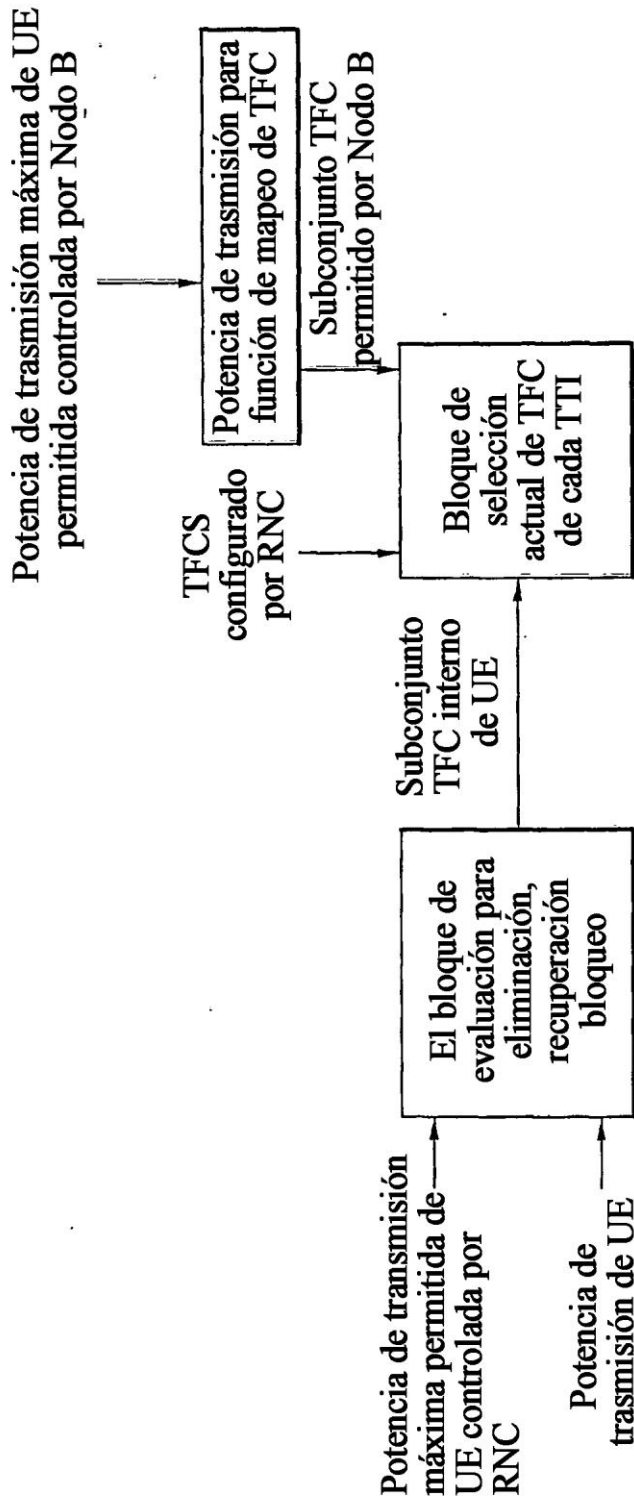 Potencia de trasmisión máxima de UE
permitida controlada por Nodo B
Potencia de trasmisión para
función de mapeo de TFC
TFCS
configurado
por RNC
Subconjunto TFC
permitido por Nodo B
Potencia de transmisión
máxima permitida de
UE controlada por
RNC
Potencia de
trasmisión de UE
El bloque de
evaluación para
eliminación,
recuperación
bloqueo
Subconjunto
TFC interno
de UE
Bloque de
selección
actual de TFC
de cada TTI